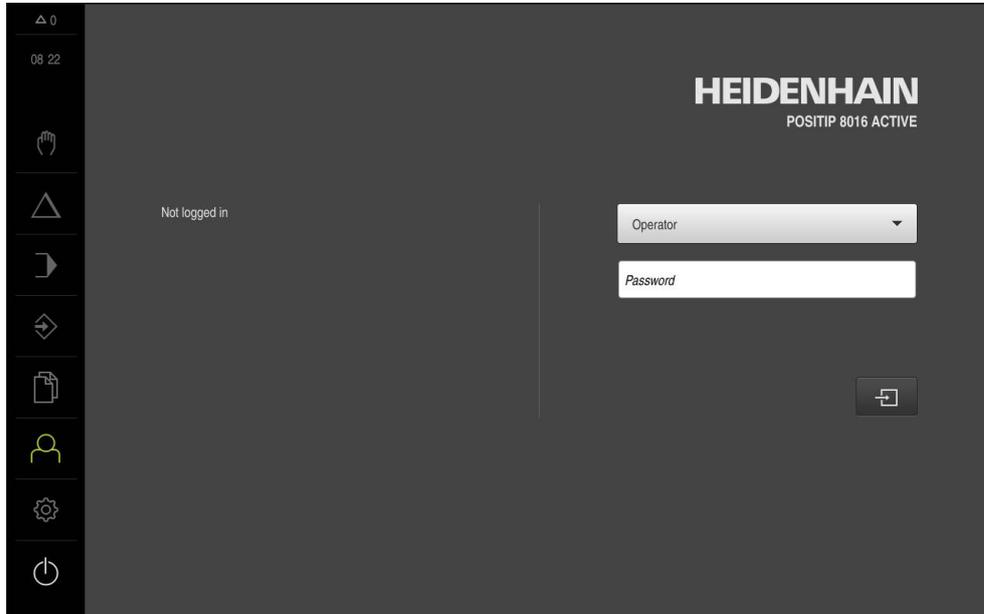 △ 0
08 22
HEIDENHAIN
POSITIP 8016 ACTIVE
Not logged in
Operator
Password